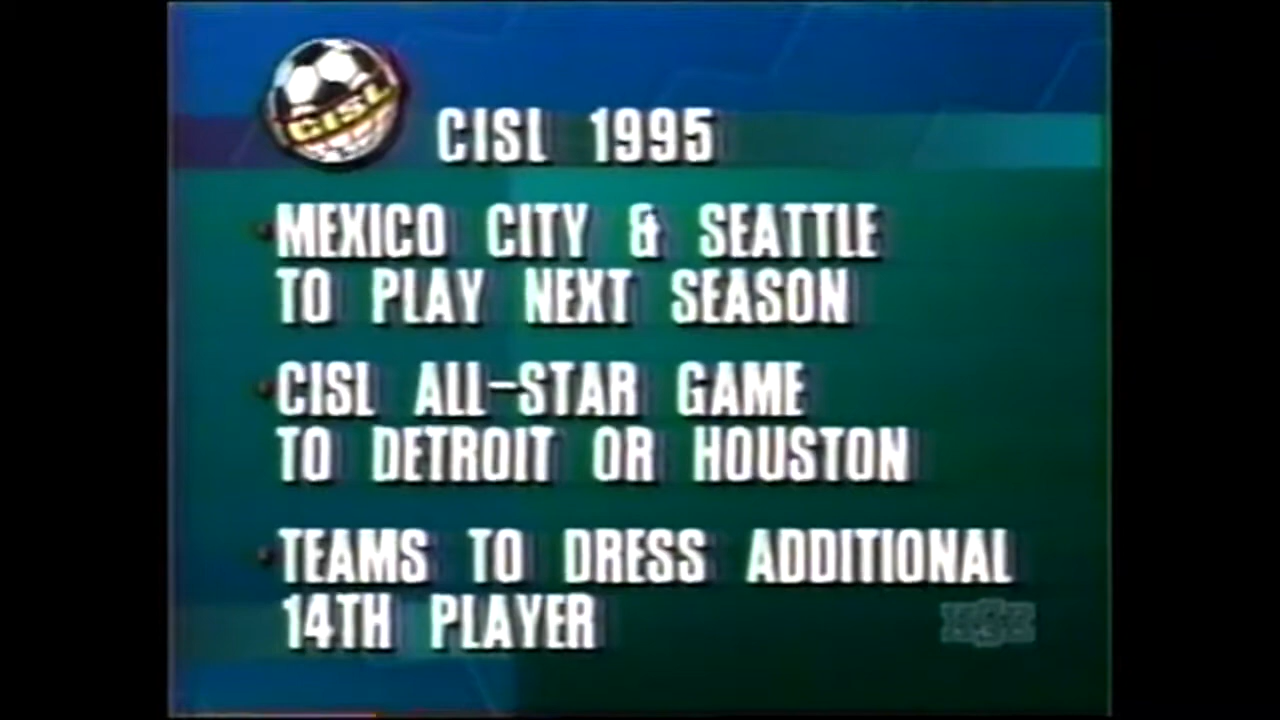 CISL
CISL 1995
MEXICO CITY & SEATTLE
TO PLAY NEXT SEASON
CISL ALL-STAR GAME
TO DETROIT OR HOUSTON
TEAMS TO DRESS ADDITIONAL
14TH PLAYER